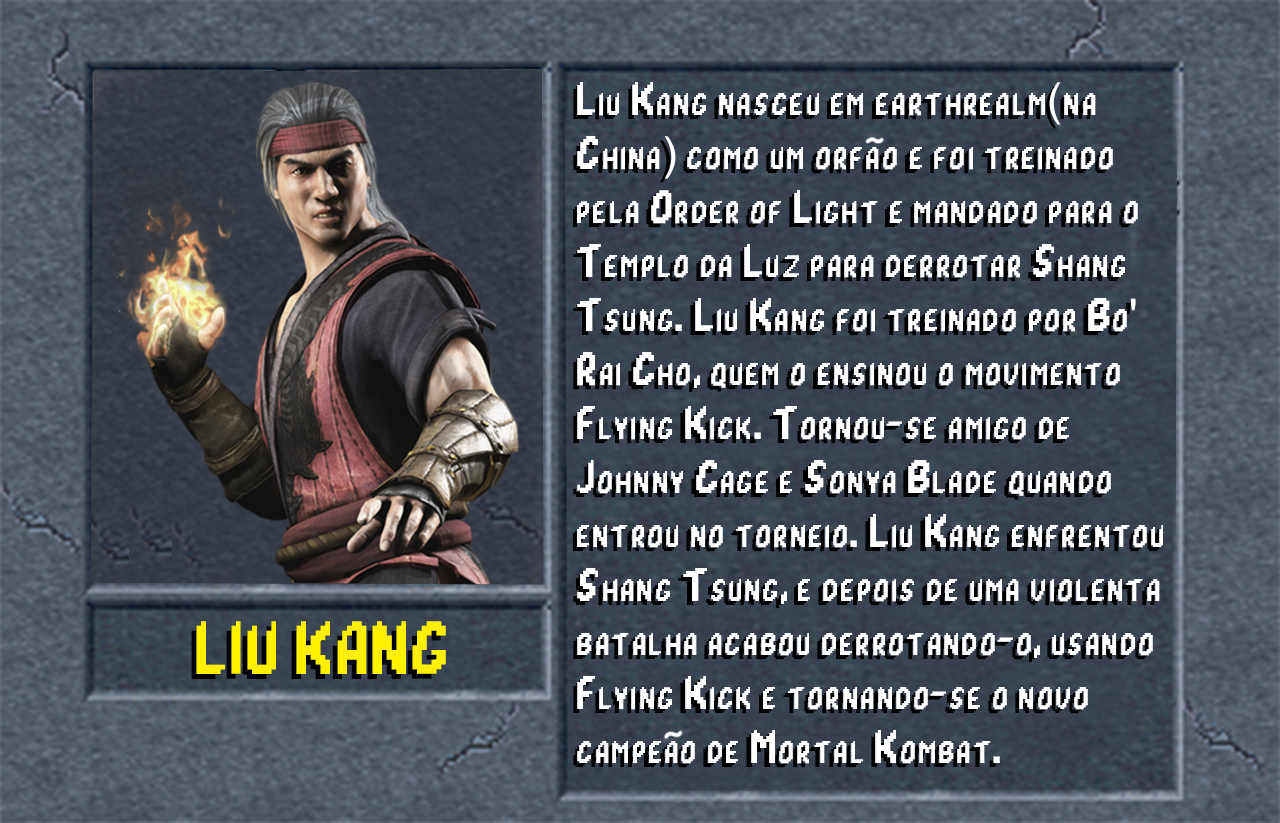 Liu Kang nasceu em earthrealm(na
China) como um orfão e foi treinado
pela Order of Light e mandado para o
Templo da Luz para derrotar Shang
Tsung. Liu Kang foi treinado por Bo'
Rai Cho, quem o ensinou o movimento
Flying Kick. Tornou-se amigo de
Johnny Cage e Sonya Blade quando
entrou no torneio. Liu Kang enfrentou
Shang Tsung, e depois de uma violenta
batalha acabou derrotando-o, usando
Flying Kick e tornando-se o novo
campeão de Mortal Kombat.
LIU KANG